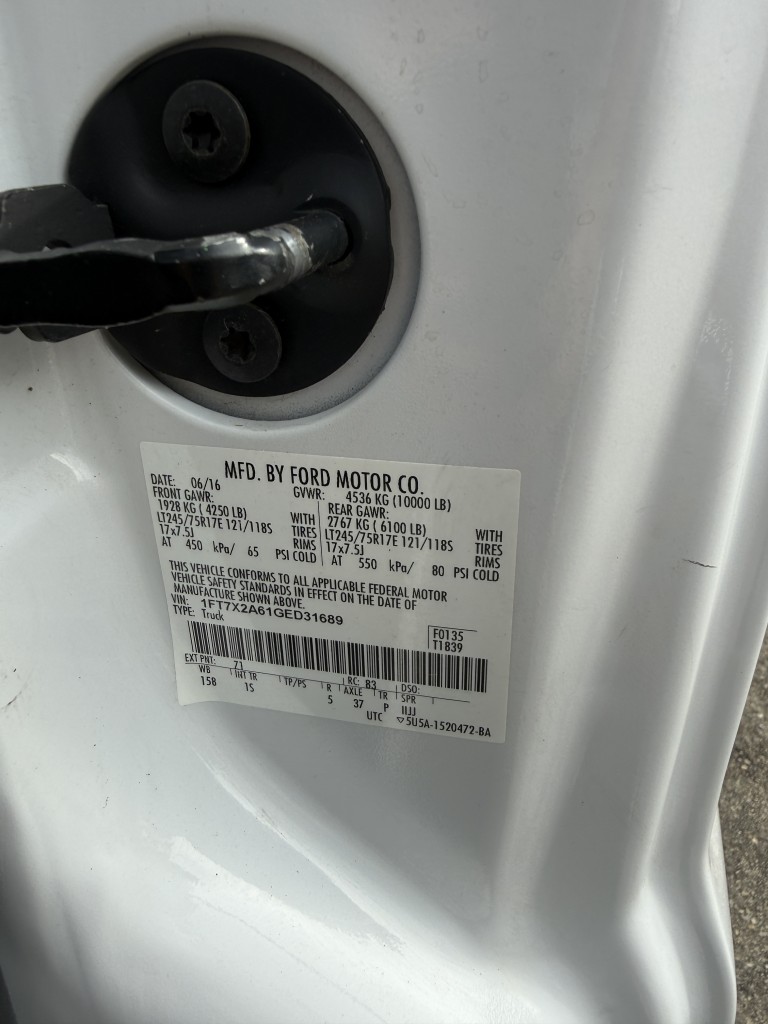 MFD. BY FORD MOTOR CO.
DATE: 06/16 GVWR: 4536 KG (10000 LB)
FRONT GAWR: REAR GAWR:
1928 KG ( 4250 LB) WITH 2767 KG ( 6100 LB) WITH
LT245/75R17E 121/118S TIRES LT245/75R17E 121/118S TIRES
17x7.5J RIMS 17x7.5J RIMS
AT 450 kPa/ 65 PSI COLD AT 550 kPa/ 80 PSI COLD
THIS VEHICLE CONFORMS TO ALL APPLICABLE FEDERAL MOTOR
VEHICLE SAFETY STANDARDS IN EFFECT ON THE DATE OF
MANUFACTURE SHOWN ABOVE.
VIN: 1FT7X2A61GED31689
TYPE: Truck F0135
T1839
EXT PNT: 71 RC: 83 DSO:
WB INT TR TP/PS R AXLE TR SPR
158 1S 5 37 P IIJJ
UTC ▽5U5A-1520472-BA